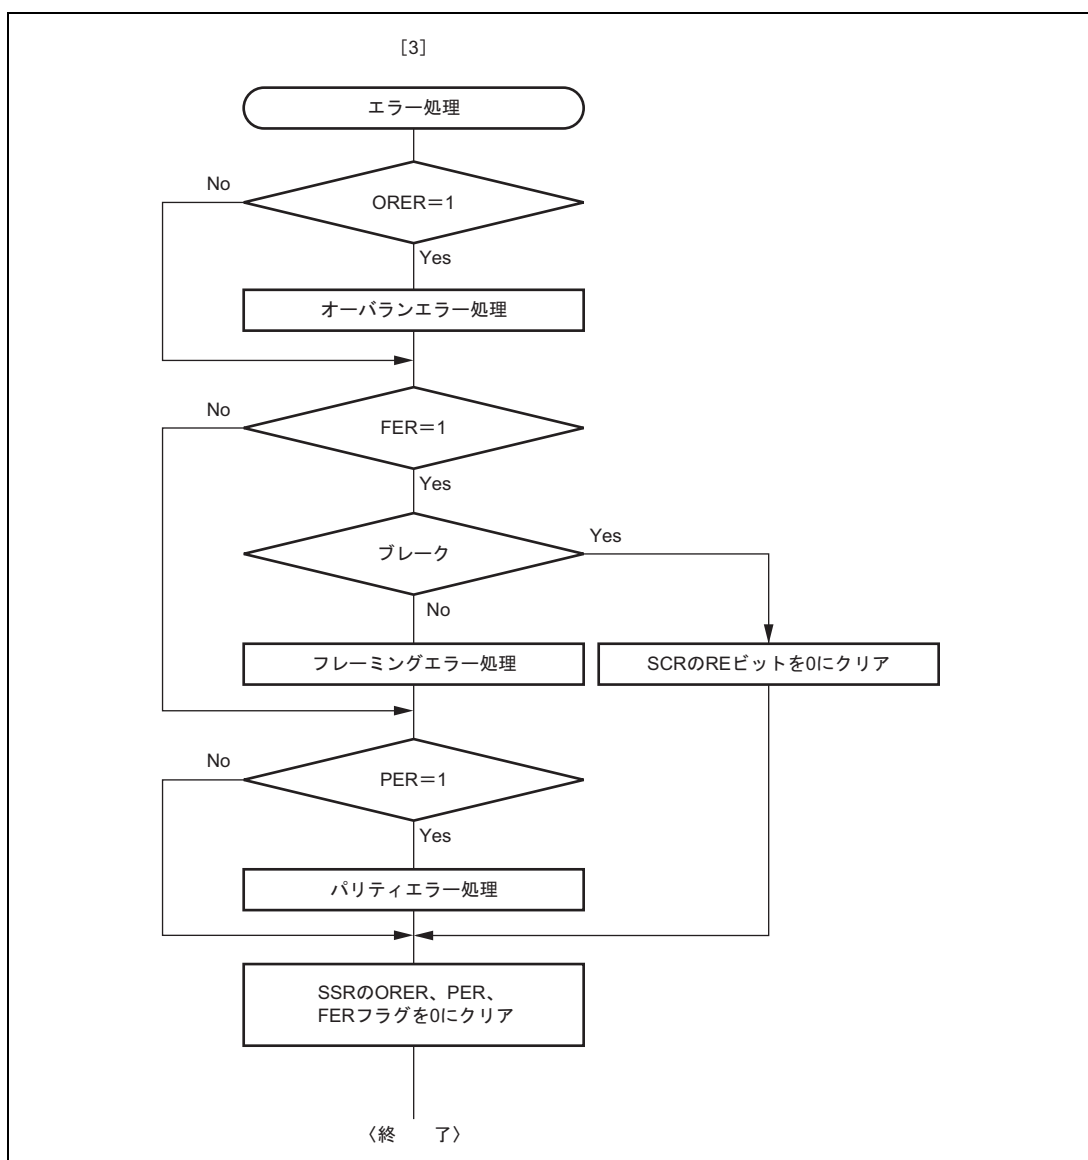 [3]
エラー処理
No
ORER＝1
Yes
オーバランエラー処理
No
FER＝1
Yes
ブレーク
Yes
No
フレーミングエラー処理
SCRのREビットを0にクリア
No
PER＝1
Yes
パリティエラー処理
SSRのORER、PER、
FERフラグを0にクリア
〈終　　了〉